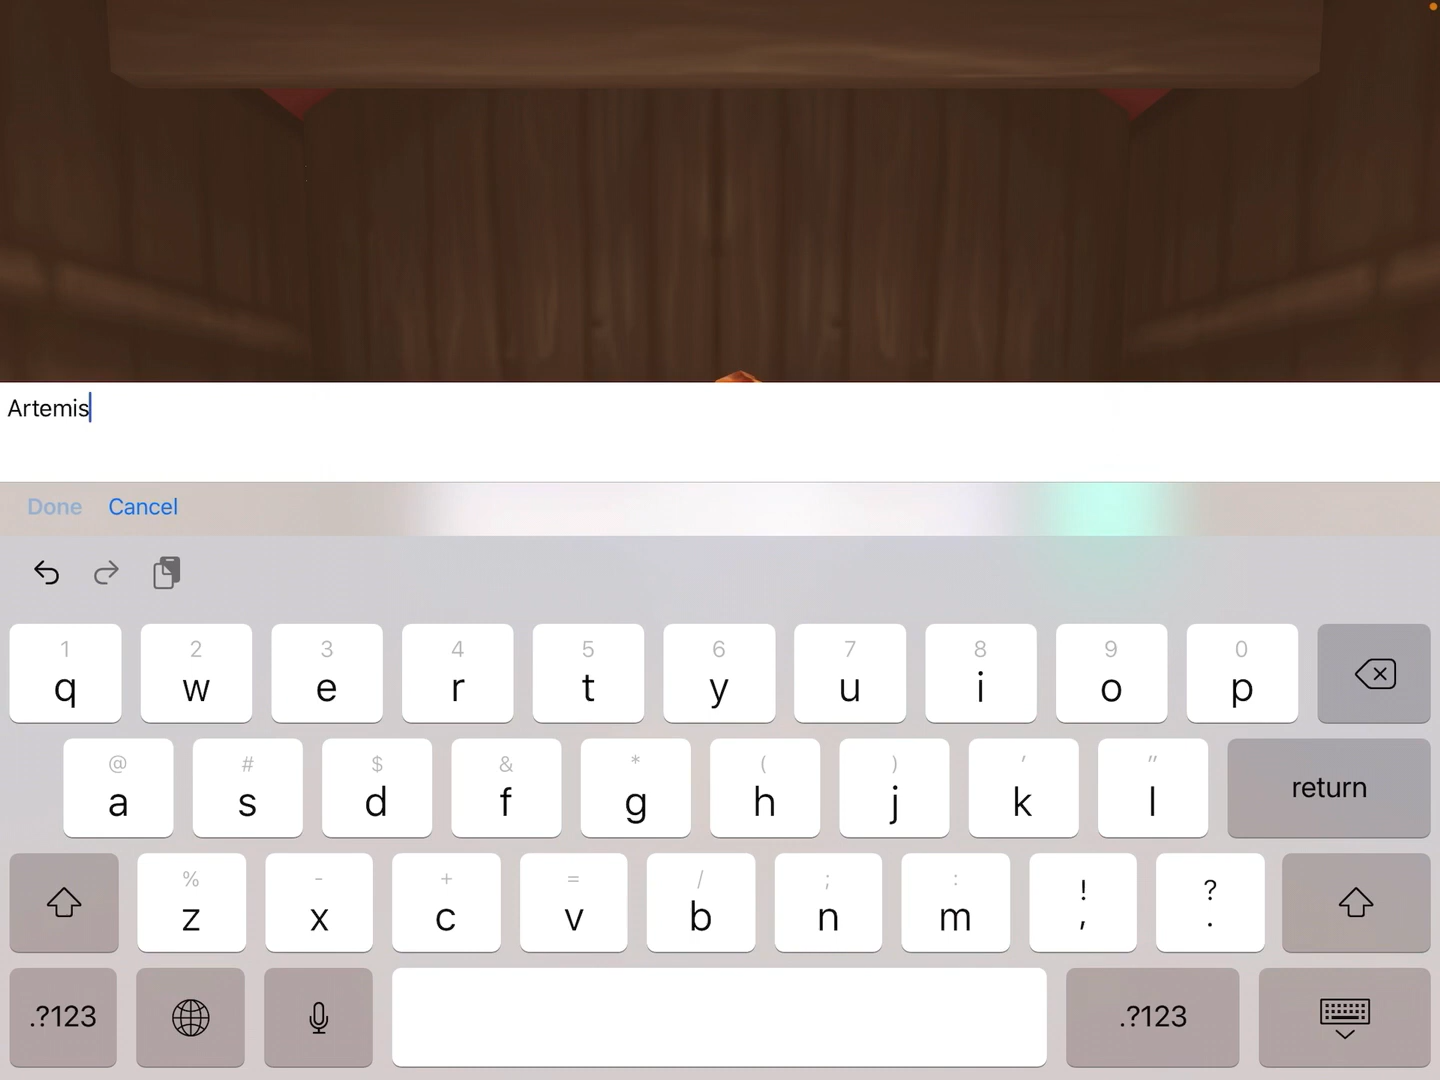 Artemis
Done Cancel
1 2 3 4 5 6 7 8 9 0
q w e r t y u i o p
@ # $ & * ( ) ' "
a s d f g h j k l return
% - + = / ; : ! ?
z x c v b n m , .
.?123 .?123